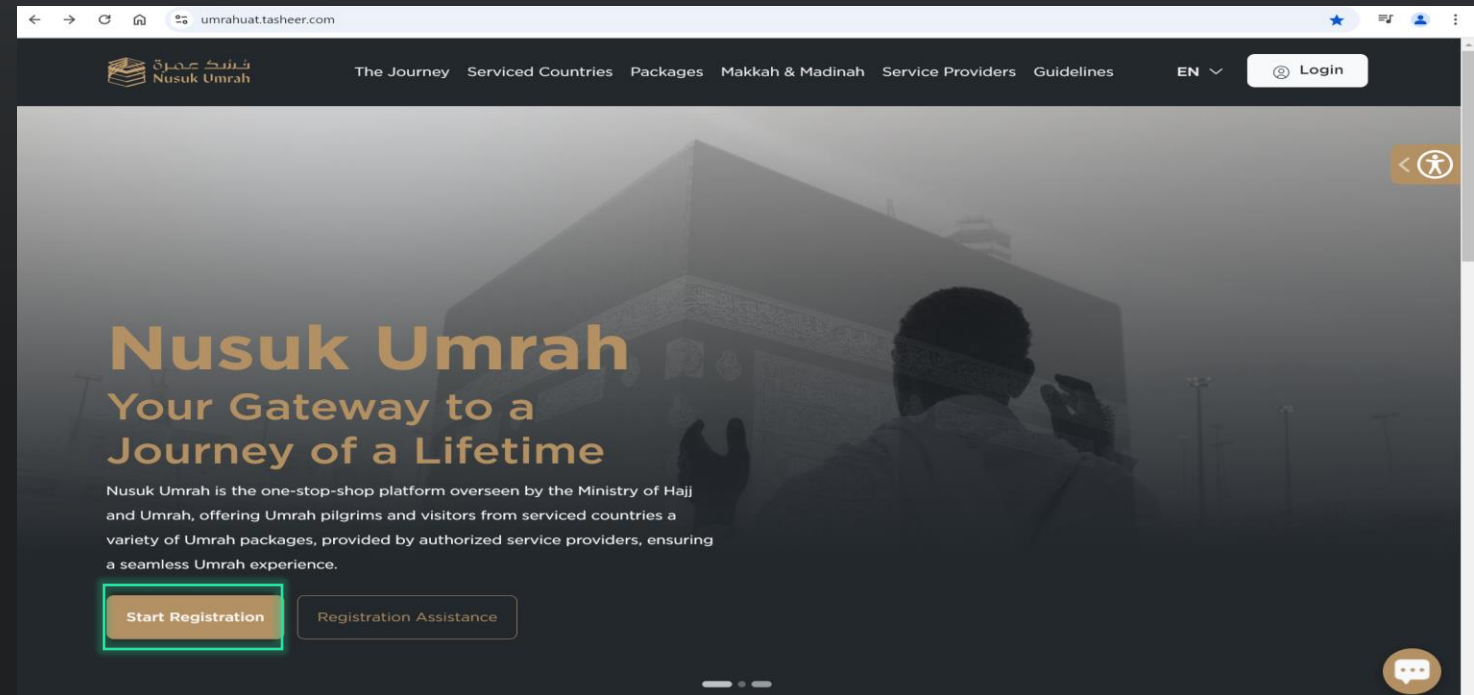 umrahuat.tasheer.com
نسك عمرة
Nusuk Umrah
The Journey Serviced Countries Packages Makkah & Madinah Service Providers Guidelines EN Login
Nusuk Umrah
Your Gateway to a
Journey of a Lifetime
Nusuk Umrah is the one-stop-shop platform overseen by the Ministry of Hajj
and Umrah, offering Umrah pilgrims and visitors from serviced countries a
variety of Umrah packages, provided by authorized service providers, ensuring
a seamless Umrah experience.
Start Registration Registration Assistance